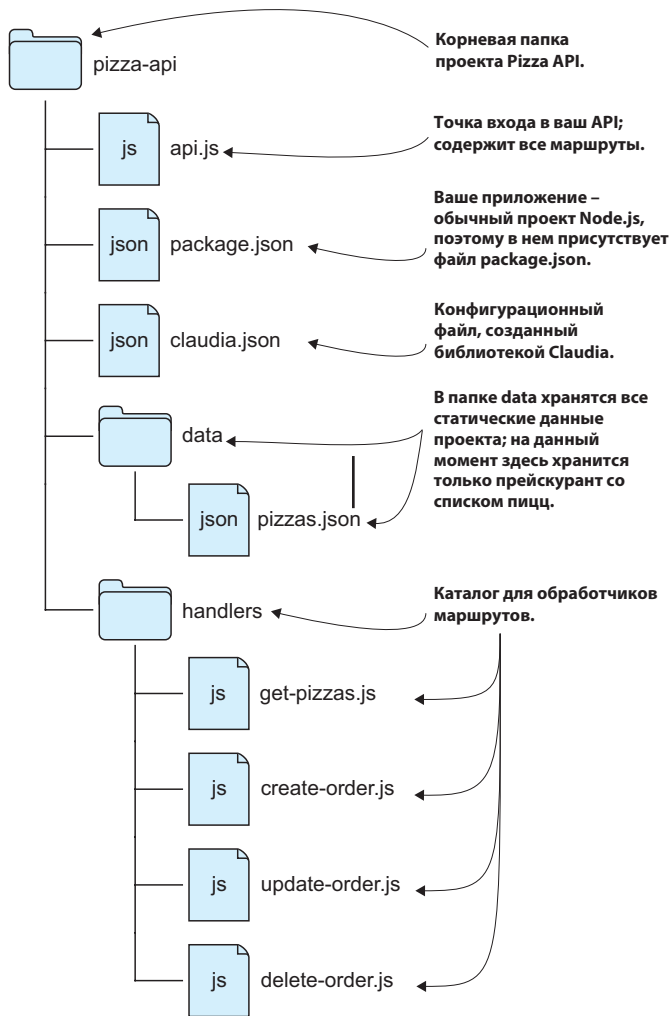 pizza-api
Корневая папка
проекта Pizza API.
js
api.js
Точка входа в ваш API;
содержит все маршруты.
json
package.json
Ваше приложение –
обычный проект Node.js,
поэтому в нем присутствует
файл package.json.
json
claudia.json
Конфигурационный
файл, созданный
библиотекой Claudia.
data
В папке data хранятся все
статические данные
проекта; на данный
момент здесь хранится
только прейскурант со
списком пицц.
json
pizzas.json
handlers
Каталог для обработчиков
маршрутов.
js
get-pizzas.js
js
create-order.js
js
update-order.js
js
delete-order.js